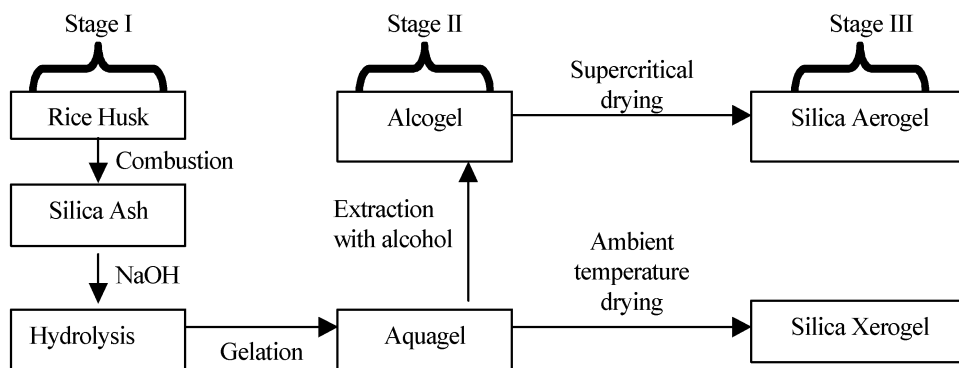 Stage I
Stage II
Stage III
Rice Husk
Combustion
Silica Ash
NaOH
Hydrolysis
Gelation
Alcogel
Extraction
with alcohol
Aquagel
Supercritical
drying
Silica Aerogel
Ambient
temperature
drying
Silica Xerogel